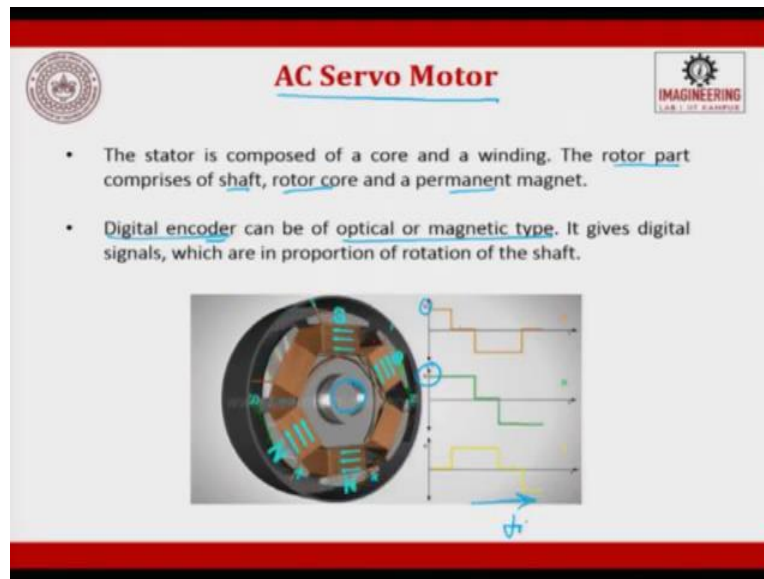 AC Servo Motor
IMAGINEERING
LAB | IIT KANPUR
• The stator is composed of a core and a winding. The rotor part
comprises of shaft, rotor core and a permanent magnet.
• Digital encoder can be of optical or magnetic type. It gives digital
signals, which are in proportion of rotation of the shaft.
N
N